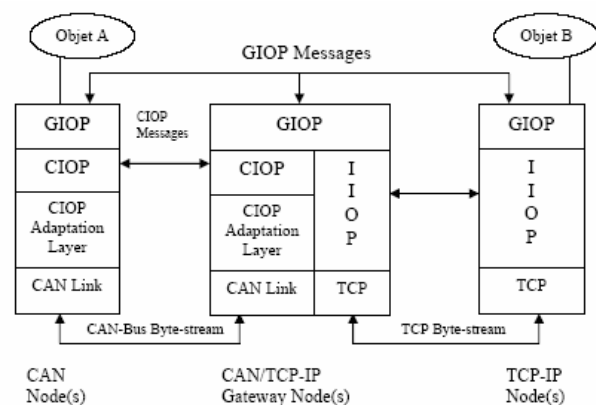 Objet A
Objet B
GIOP Messages
GIOP
CIOP
Messages
GIOP
GIOP
CIOP
CIOP
I
I
O
P
I
I
O
P
CIOP
Adaptation
Layer
CIOP
Adaptation
Layer
CAN Link
CAN Link
TCP
TCP
CAN-Bus Byte-stream
TCP Byte-stream
CAN
Node(s)
CAN/TCP-IP
Gateway Node(s)
TCP-IP
Node(s)